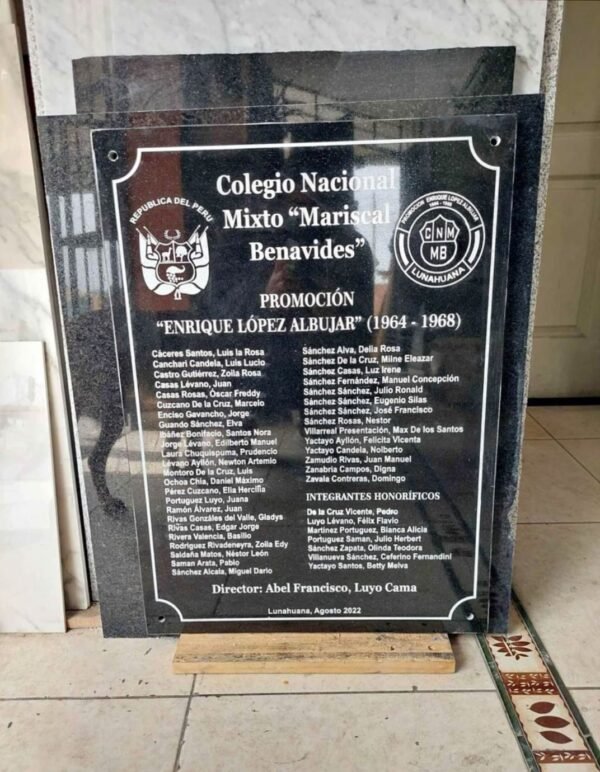 Colegio Nacional
Mixto “Mariscal
Benavides”
REPUBLICA DEL PERU
PROMOCIÓN ENRIQUE LOPEZ ALBUJAR
1964 - 1968
CNM
MB
LUNAHUANA
PROMOCIÓN
“ENRIQUE LÓPEZ ALBUJAR” (1964 - 1968)
Cáceres Santos, Luis la Rosa
Canchari Candela, Luis Lucio
Castro Gutiérrez, Zoila Rosa
Casas Lévano, Juan
Casas Rosas, Óscar Freddy
Cuzcano De la Cruz, Marcelo
Enciso Gavancho, Jorge
Guando Sánchez, Elva
Ibáñez Bonifacio, Santos Nora
Jorge Lévano, Edilberto Manuel
Laura Chuquispuma, Prudencio
Lévano Ayllón, Newton Artemio
Montoro De la Cruz, Luis
Ochoa Chia, Daniel Máximo
Pérez Cuzcano, Elia Hercilia
Portuguez Luyo, Juana
Ramón Álvarez, Juan
Rivas Gonzáles del Valle, Gladys
Rivas Casas, Edgar Jorge
Rivera Valencia, Basilio
Rodriguez Rivadeneyra, Zoila Edy
Saldaña Matos, Néstor León
Saman Arata, Pablo
Sánchez Alcala, Miguel Dario
Sánchez Alva, Delia Rosa
Sánchez De la Cruz, Milne Eleazar
Sánchez Casas, Luz Irene
Sánchez Fernández, Manuel Concepción
Sánchez Sánchez, Julio Ronald
Sánchez Sánchez, Eugenio Silas
Sánchez Sánchez, José Francisco
Sánchez Rosas, Nestor
Villarreal Presentación, Max De los Santos
Yactayo Ayllón, Felicita Vicenta
Yactayo Candela, Nolberto
Zamudio Rivas, Juan Manuel
Zanabria Campos, Digna
Zavala Contreras, Domingo
INTEGRANTES HONORÍFICOS
De la Cruz Vicente, Pedro
Luyo Lévano, Félix Flavio
Martinez Portuguez, Blanca Alicia
Portuguez Saman, Julio Herbert
Sánchez Zapata, Olinda Teodora
Villanueva Sánchez, Ceferino Fernandini
Yactayo Santos, Betty Melva
Director: Abel Francisco, Luyo Cama
Lunahuana, Agosto 2022